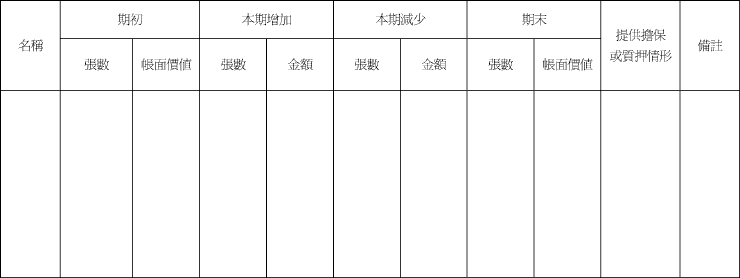 名稱
期初
本期增加
本期減少
期末
提供擔保
或質押情形
備註
張數
帳面價值
張數
金額
張數
金額
張數
帳面價值